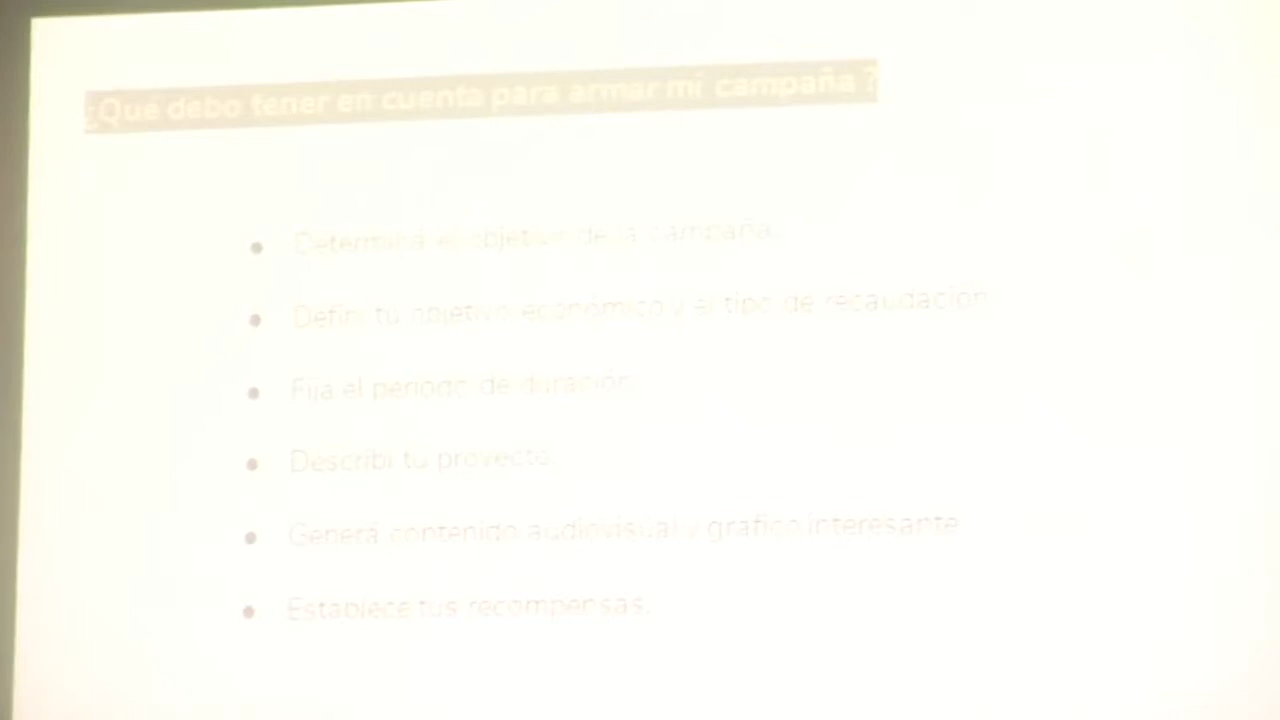 ¿Qué debo tener en cuenta para armar mi campaña ?
Determiná el objetivo de la campaña.
Definí tu objetivo económico y el tipo de recaudación
Fija el periodo de duración
Describí tu proyecto.
Generá contenido audiovisual y grafico interesante
Establece tus recompensas.